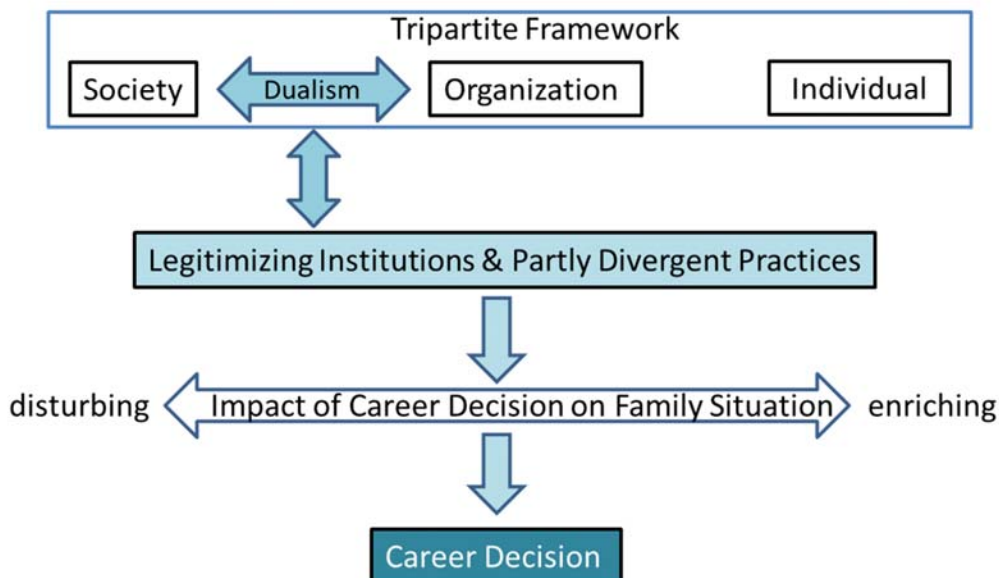 Tripartite Framework
Society Dualism Organization Individual
Legitimizing Institutions & Partly Divergent Practices
disturbing Impact of Career Decision on Family Situation enriching
Career Decision